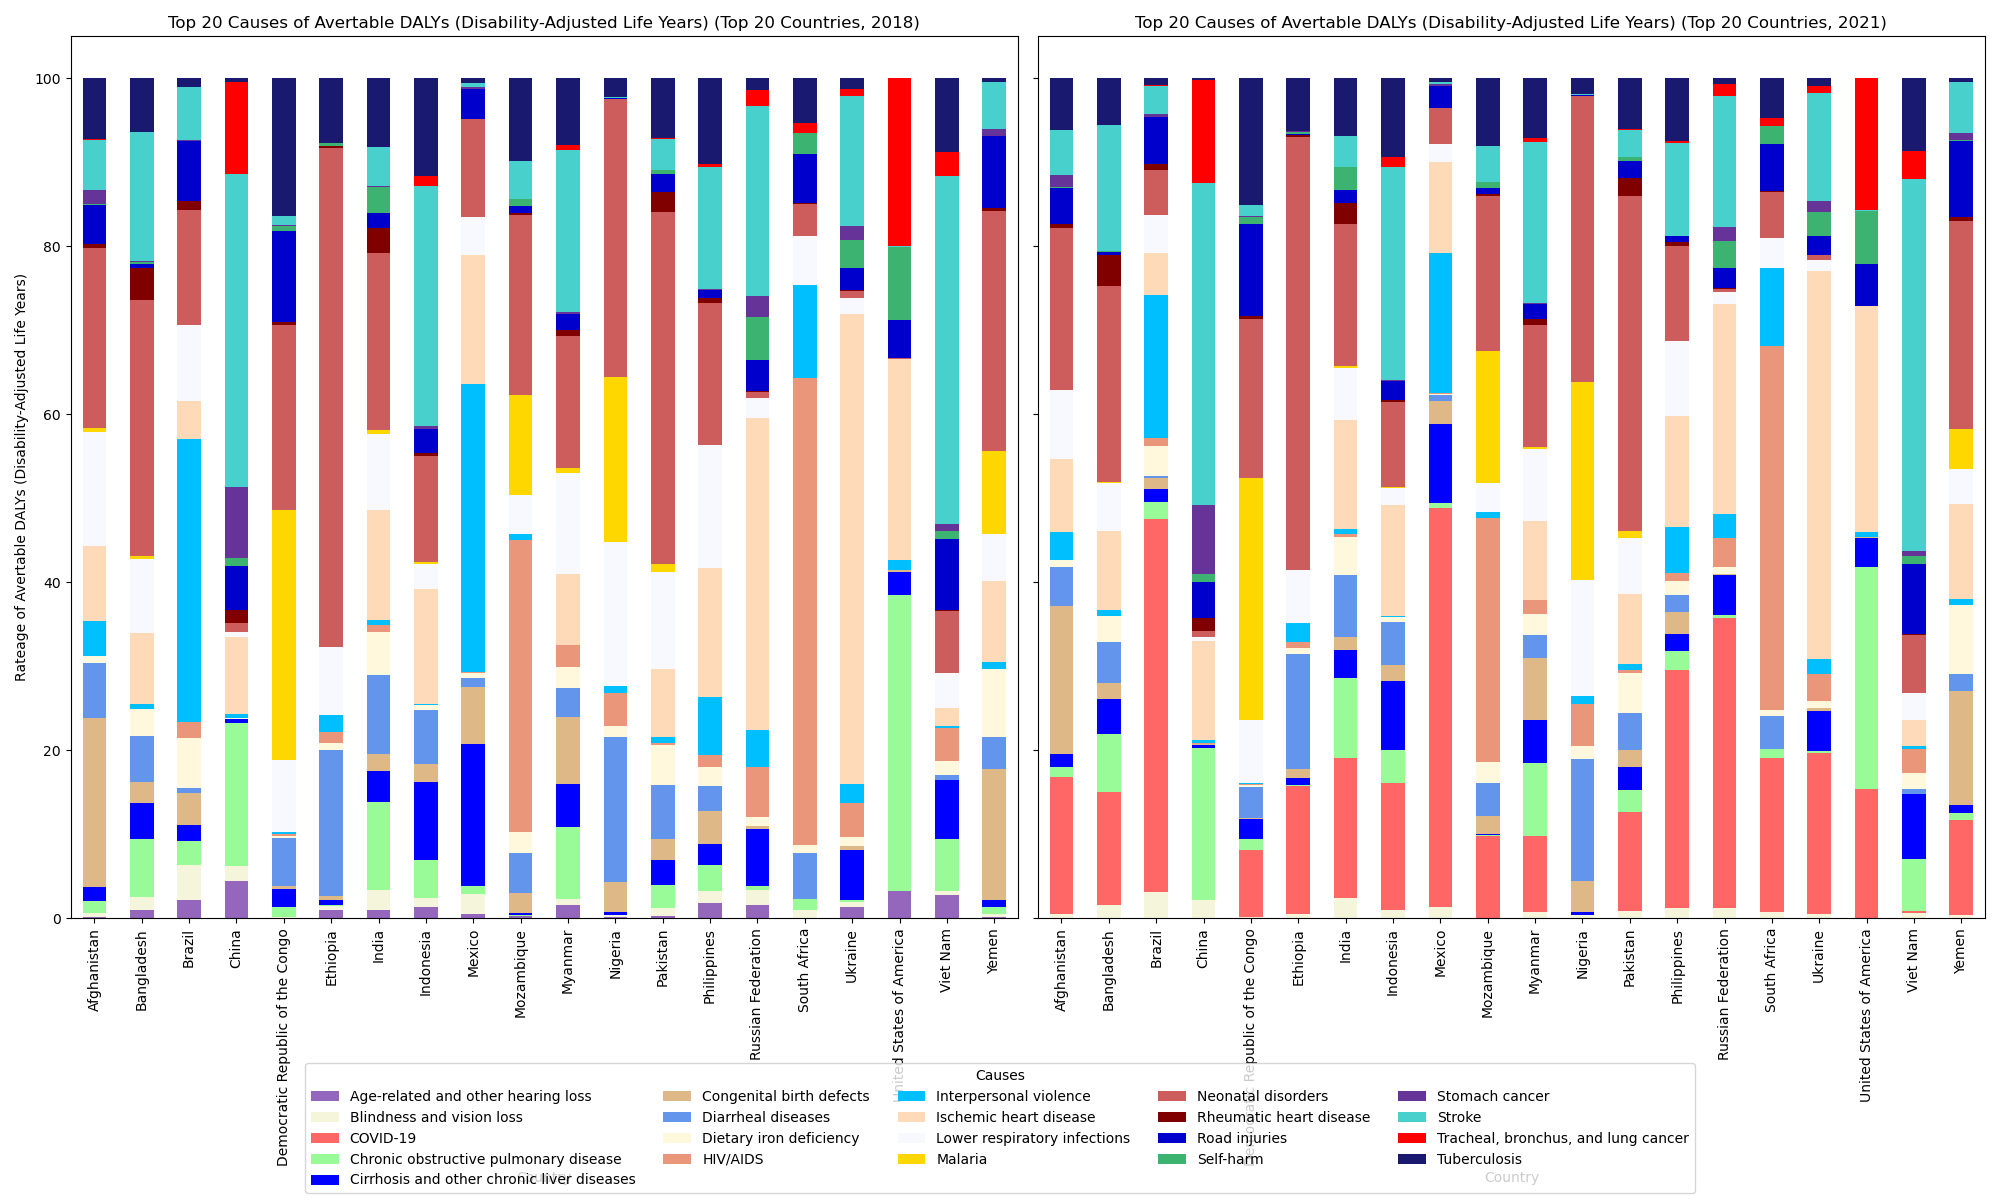 Top 20 Causes of Avertable DALYs (Disability-Adjusted Life Years) (Top 20 Countries, 2018)
Top 20 Causes of Avertable DALYs (Disability-Adjusted Life Years) (Top 20 Countries, 2021)
Rateage of Avertable DALYs (Disability-Adjusted Life Years)
100
80
60
40
20
0
Afghanistan
Bangladesh
Brazil
China
Democratic Republic of the Congo
Ethiopia
India
Indonesia
Mexico
Mozambique
Myanmar
Nigeria
Pakistan
Philippines
Russian Federation
South Africa
Ukraine
United States of America
Viet Nam
Yemen
Country
Afghanistan
Bangladesh
Brazil
China
Democratic Republic of the Congo
Ethiopia
India
Indonesia
Mexico
Mozambique
Myanmar
Nigeria
Pakistan
Philippines
Russian Federation
South Africa
Ukraine
United States of America
Viet Nam
Yemen
Country
Causes
Age-related and other hearing loss
Blindness and vision loss
COVID-19
Chronic obstructive pulmonary disease
Cirrhosis and other chronic liver diseases
Congenital birth defects
Diarrheal diseases
Dietary iron deficiency
HIV/AIDS
Interpersonal violence
Ischemic heart disease
Lower respiratory infections
Malaria
Neonatal disorders
Rheumatic heart disease
Road injuries
Self-harm
Stomach cancer
Stroke
Tracheal, bronchus, and lung cancer
Tuberculosis